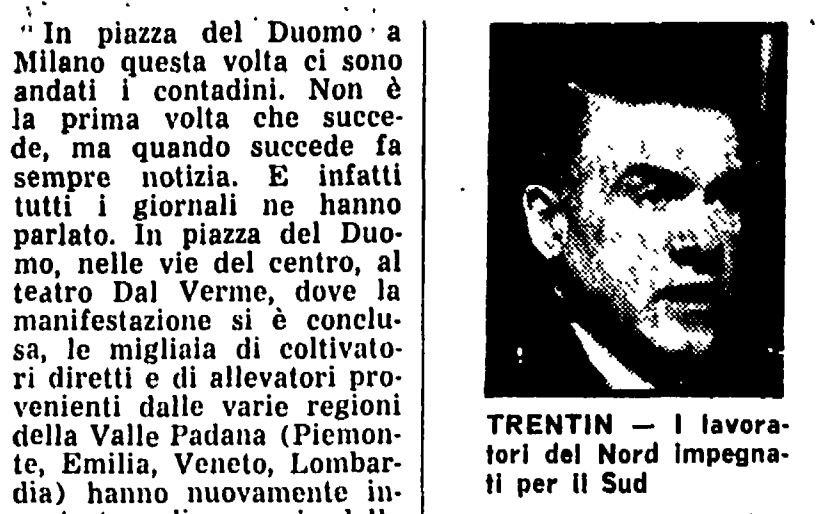 "In piazza del Duomo a
Milano questa volta ci sono
andati i contadini. Non è
la prima volta che succe-
de, ma quando succede fa
sempre notizia. E infatti
tutti i giornali ne hanno
parlato. In piazza del Duo-
mo, nelle vie del centro, al
teatro Dal Verme, dove la
manifestazione si è conclu-
sa, le migliaia di coltivato-
ri diretti e di allevatori pro-
venienti dalle varie regioni
della Valle Padana (Piemon-
te, Emilia, Veneto, Lombar-
dia) hanno nuovamente in-
TRENTIN — I lavora-
tori del Nord impegna-
ti per il Sud